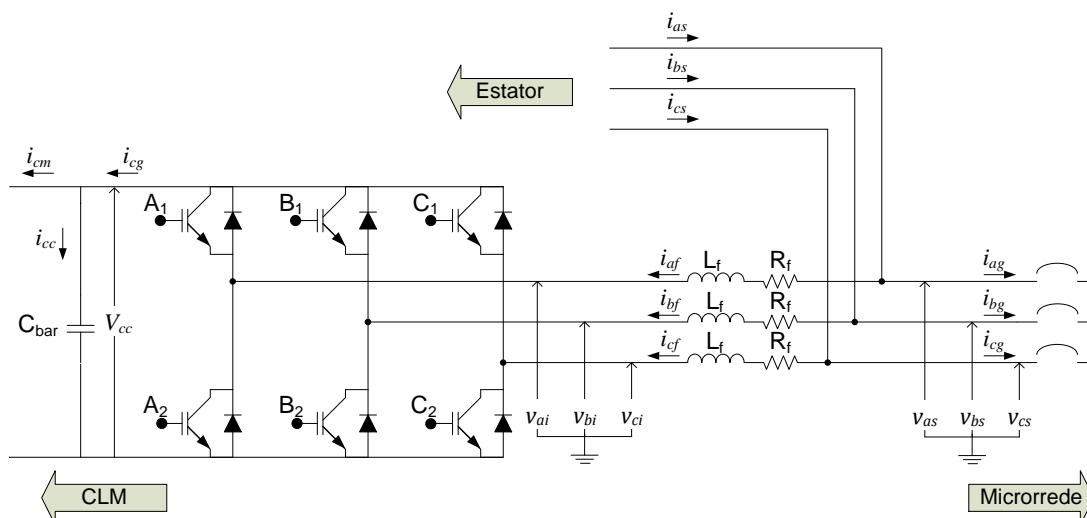 i_as
i_bs
Estator
i_cs
i_cm
i_cg
A₁
B₁
C₁
i_cc
i_af
L_f
R_f
i_ag
i_bf
L_f
R_f
i_bg
C_bar
V_cc
i_cf
L_f
R_f
i_cg
A₂
B₂
C₂
v_ai
v_bi
v_ci
v_as
v_bs
v_cs
CLM
Microrrede